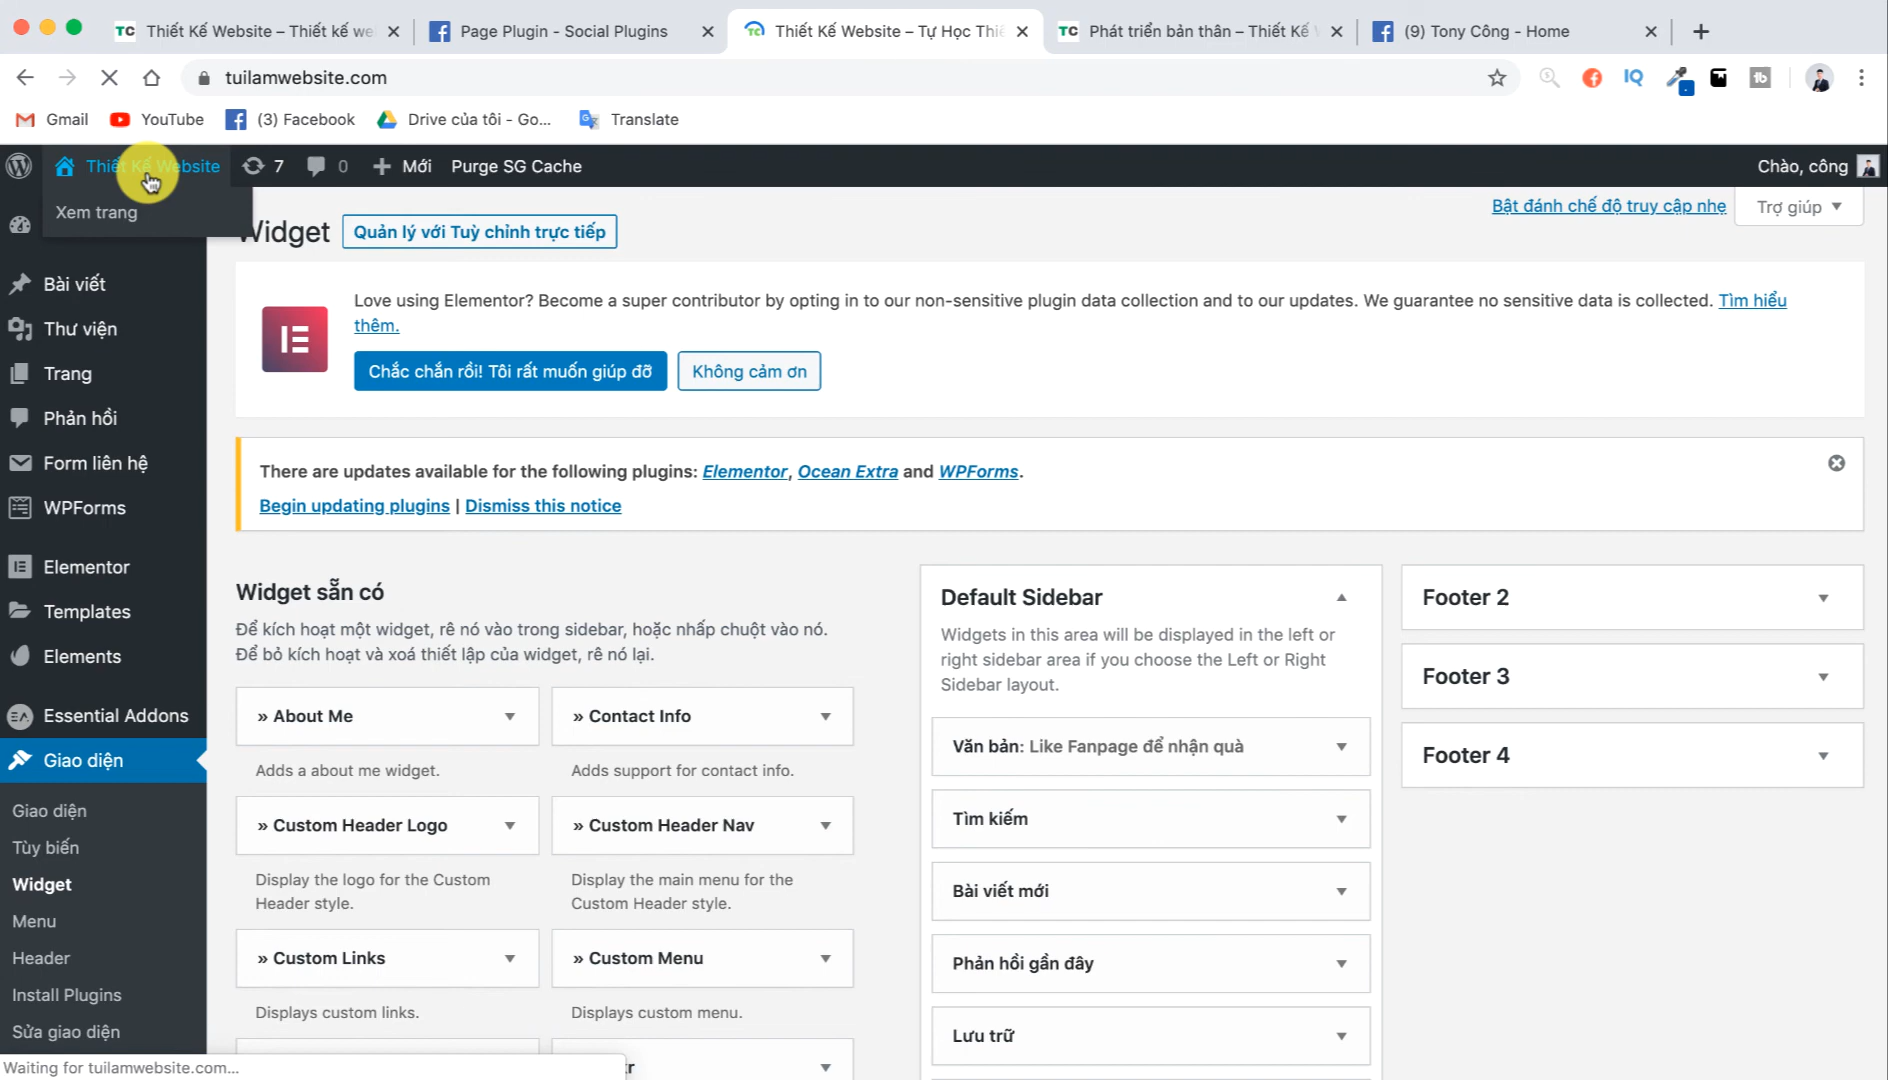 TC Thiết Kế Website – Thiết kế we
Page Plugin - Social Plugins
TC Thiết Kế Website – Tự Học Thi
TC Phát triển bản thân – Thiết Kế
(9) Tony Công - Home
tuilamwebsite.com
IQ
tb
Gmail
YouTube
(3) Facebook
Drive của tôi - Go...
Translate
Thiết Kế Website
7
0
Mới
Purge SG Cache
Chào, công
Xem trang
Widget
Quản lý với Tuỳ chỉnh trực tiếp
Bật đánh chế độ truy cập nhẹ
Trợ giúp
Love using Elementor? Become a super contributor by opting in to our non-sensitive plugin data collection and to our updates. We guarantee no sensitive data is collected. Tìm hiểu
thêm.
Chắc chắn rồi! Tôi rất muốn giúp đỡ
Không cảm ơn
There are updates available for the following plugins: Elementor, Ocean Extra and WPForms.
Begin updating plugins | Dismiss this notice
Bài viết
Thư viện
Trang
Phản hồi
Form liên hệ
WPForms
Elementor
Templates
Elements
EA Essential Addons
Giao diện
Giao diện
Tùy biến
Widget
Menu
Header
Install Plugins
Sửa giao diện
Waiting for tuilamwebsite.com...
Widget sẵn có
Để kích hoạt một widget, rê nó vào trong sidebar, hoặc nhấp chuột vào nó.
Để bỏ kích hoạt và xoá thiết lập của widget, rê nó lại.
» About Me
Adds a about me widget.
» Contact Info
Adds support for contact info.
» Custom Header Logo
Display the logo for the Custom
Header style.
» Custom Header Nav
Display the main menu for the
Custom Header style.
» Custom Links
Displays custom links.
» Custom Menu
Displays custom menu.
Default Sidebar
Widgets in this area will be displayed in the left or
right sidebar area if you choose the Left or Right
Sidebar layout.
Văn bản: Like Fanpage để nhận quà
Tìm kiếm
Bài viết mới
Phản hồi gần đây
Lưu trữ
Footer 2
Footer 3
Footer 4